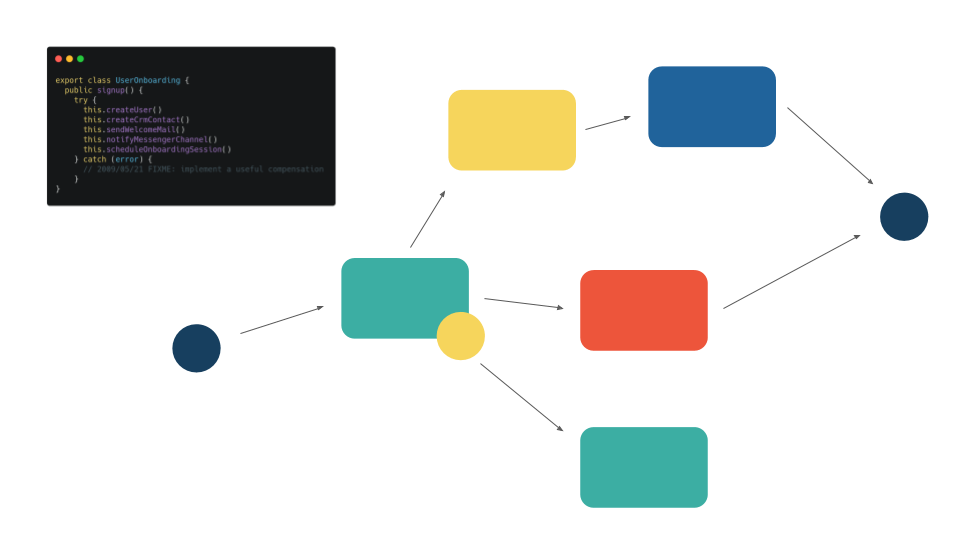 export class UserOnboarding {
public signup() {
try {
this.createUser()
this.createCrmContact()
this.sendWelcomeMail()
this.notifyMessengerChannel()
this.scheduleOnboardingSession()
} catch (error) {
// 2009/05/21 FIXME: implement a useful compensation
}
}